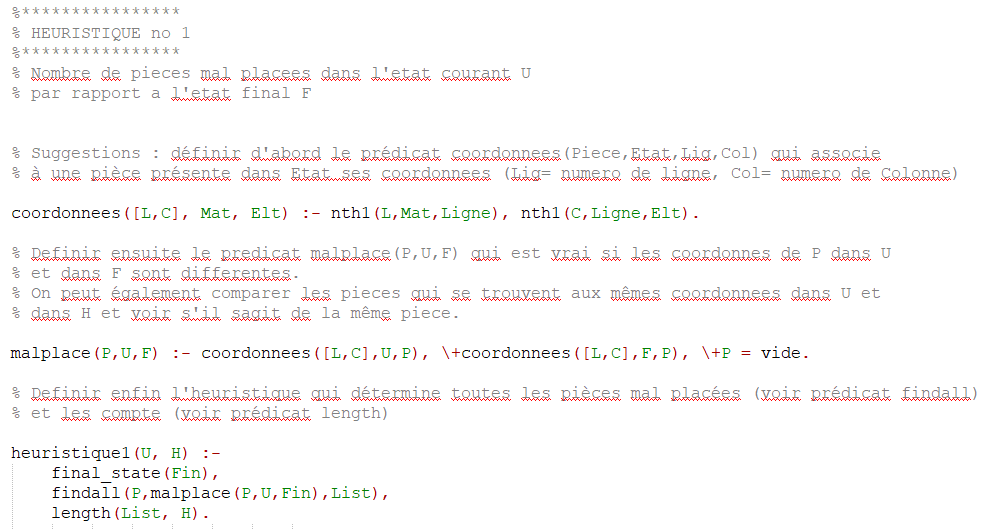 %****************
% HEURISTIQUE no 1
%****************
% Nombre de pieces mal placees dans l'etat courant U
% par rapport a l'etat final F
% Suggestions : définir d'abord le prédicat coordonnees(Piece,Etat,Lig,Col) qui associe
% à une pièce présente dans Etat ses coordonnees (Lig= numero de ligne, Col= numero de Colonne)
coordonnees([L,C], Mat, Elt) :- nth1(L,Mat,Ligne), nth1(C,Ligne,Elt).
% Definir ensuite le predicat malplace(P,U,F) qui est vrai si les coordonnes de P dans U
% et dans F sont differentes.
% On peut également comparer les pieces qui se trouvent aux mêmes coordonnees dans U et
% dans H et voir s'il sagit de la même piece.
malplace(P,U,F) :- coordonnees([L,C],U,P), \+coordonnees([L,C],F,P), \+P = vide.
% Definir enfin l'heuristique qui détermine toutes les pièces mal placées (voir prédicat findall)
% et les compte (voir prédicat length)
heuristique1(U, H) :-
    final_state(Fin),
    findall(P,malplace(P,U,Fin),List),
    length(List, H).